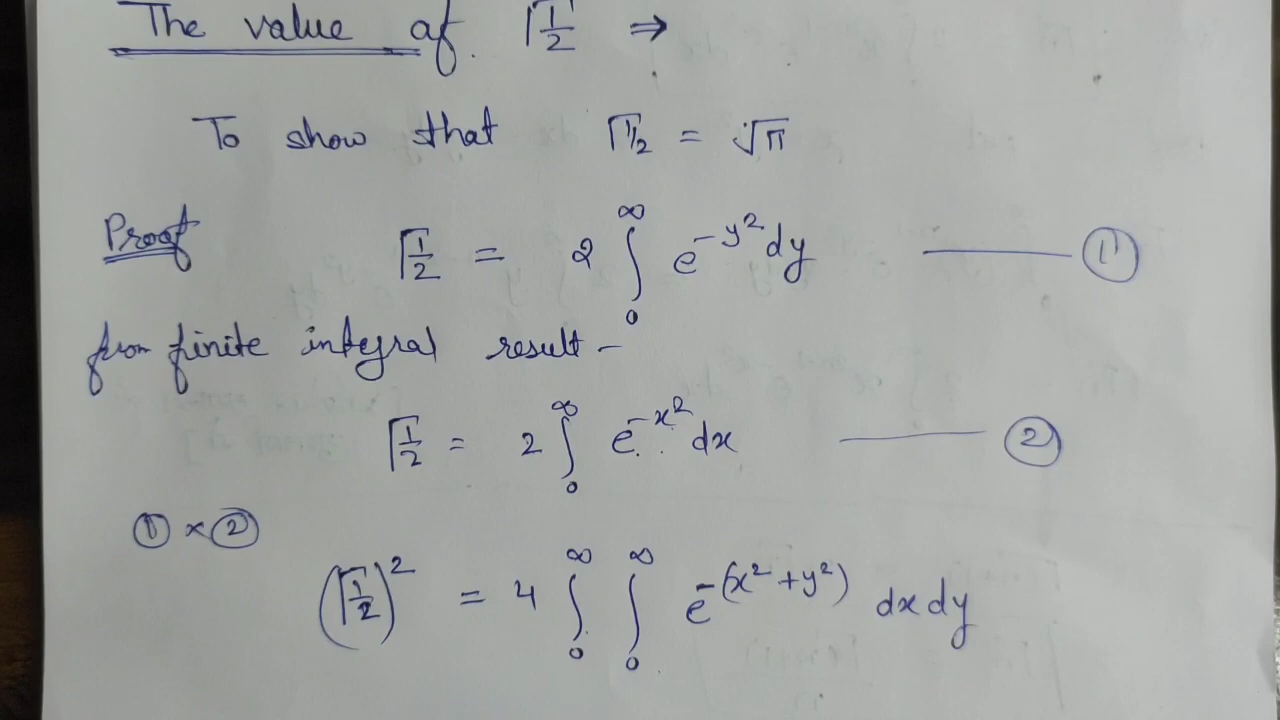 The value of Γ1/2 ⇒
To show that Γ1/2 = √π
Proof Γ1/2 = 2 ∫₀^∞ e^{-y²} dy —— ①
from finite integral result –
Γ1/2 = 2 ∫₀^∞ e^{-x²} dx —— ②
① × ②
(Γ1/2)² = 4 ∫₀^∞ ∫₀^∞ e^{-(x²+y²)} dx dy